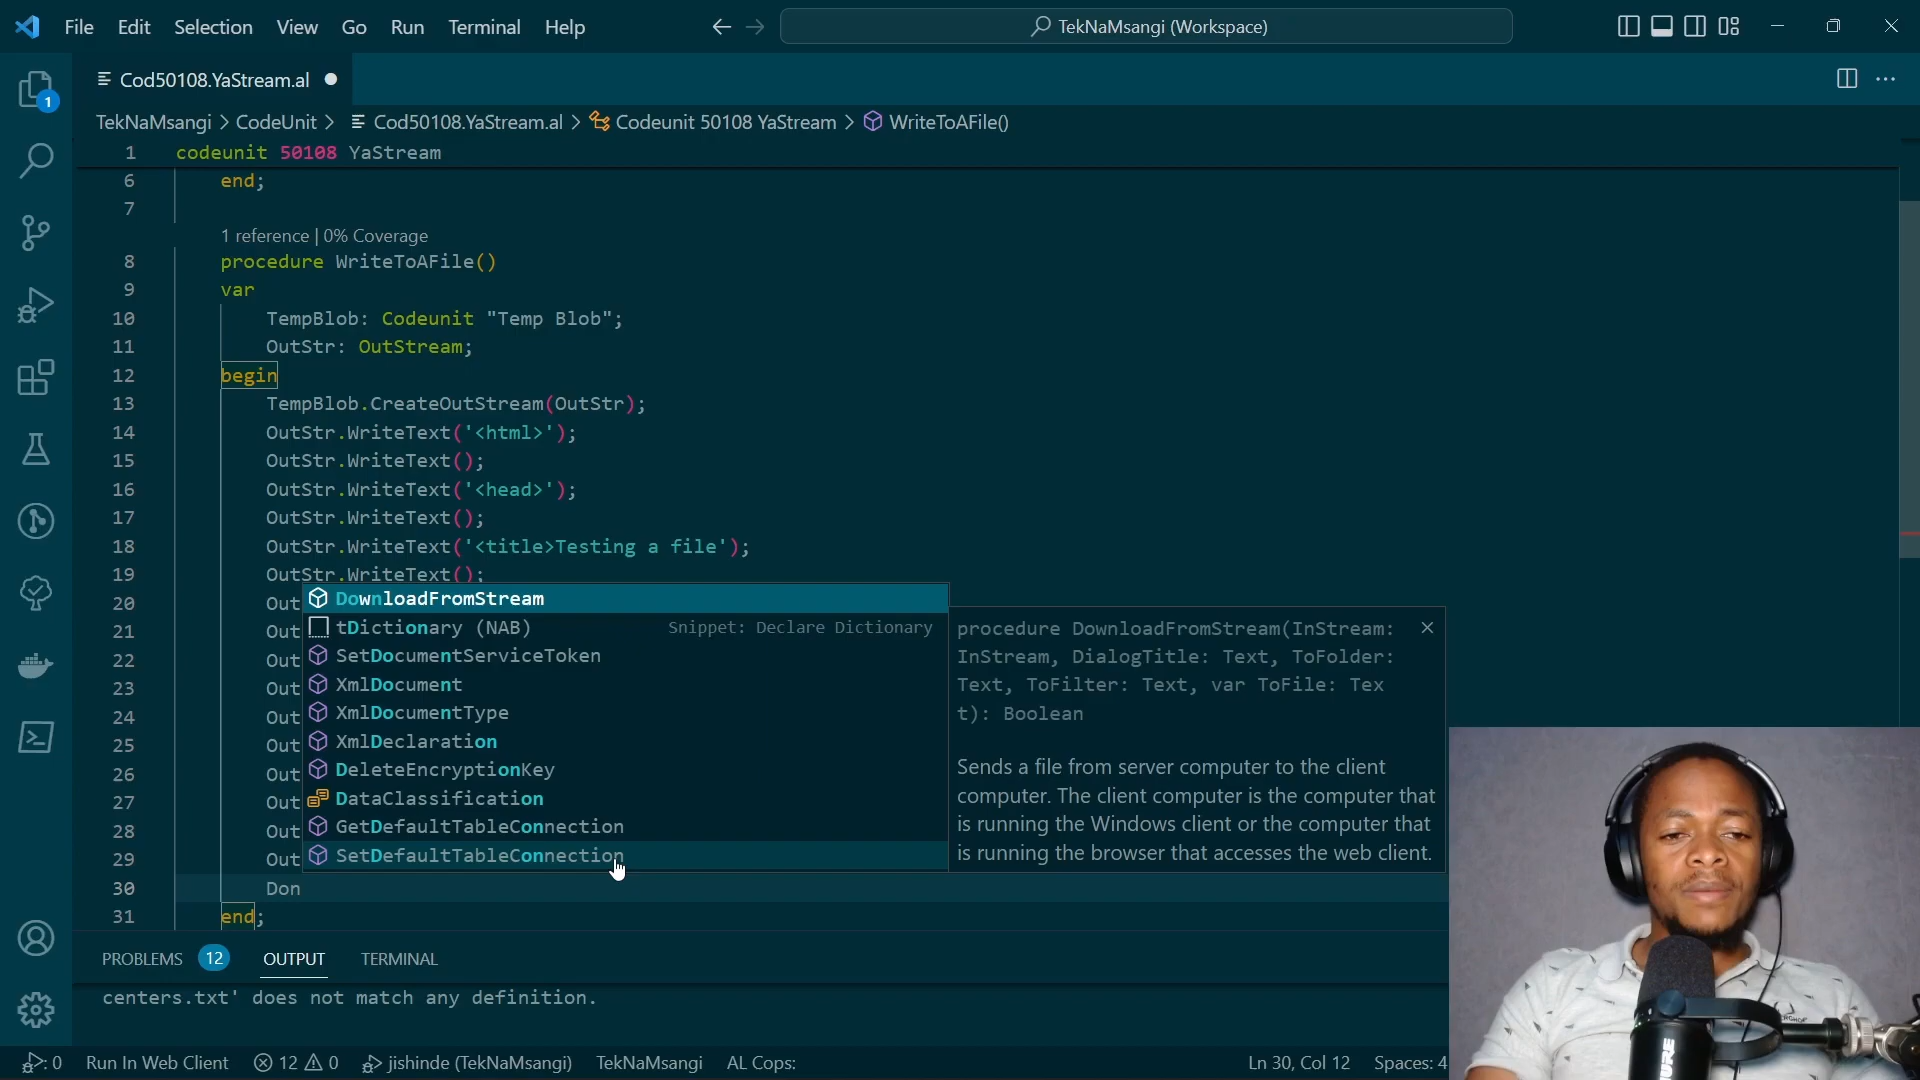 File Edit Selection View Go Run Terminal Help
TekNaMsangi (Workspace)
1
Cod50108.YaStream.al
TekNaMsangi > CodeUnit > Cod50108.YaStream.al > Codeunit 50108 YaStream > WriteToAFile()
1 codeunit 50108 YaStream
6 end;
7
1 reference | 0% Coverage
8 procedure WriteToAFile()
9 var
10 TempBlob: Codeunit "Temp Blob";
11 OutStr: OutStream;
12 begin
13 TempBlob.CreateOutStream(OutStr);
14 OutStr.WriteText('<html>');
15 OutStr.WriteText();
16 OutStr.WriteText('<head>');
17 OutStr.WriteText();
18 OutStr.WriteText('<title>Testing a file');
19 OutStr.WriteText();
20 Out
21 Out
22 Out
23 Out
24 Out
25 Out
26 Out
27 Out
28 Out
29 Out
30 Don
31 end;
DownloadFromStream
tDictionary (NAB) Snippet: Declare Dictionary
SetDocumentServiceToken
XmlDocument
XmlDocumentType
XmlDeclaration
DeleteEncryptionKey
DataClassification
GetDefaultTableConnection
SetDefaultTableConnection
procedure DownloadFromStream(InStream:
InStream, DialogTitle: Text, ToFolder:
Text, ToFilter: Text, var ToFile: Tex
t): Boolean
Sends a file from server computer to the client
computer. The client computer is the computer that
is running the Windows client or the computer that
is running the browser that accesses the web client.
PROBLEMS 12 OUTPUT TERMINAL
centers.txt' does not match any definition.
0 Run In Web Client 12 0 jishinde (TekNaMsangi) TekNaMsangi AL Cops: Ln 30, Col 12 Spaces: 4